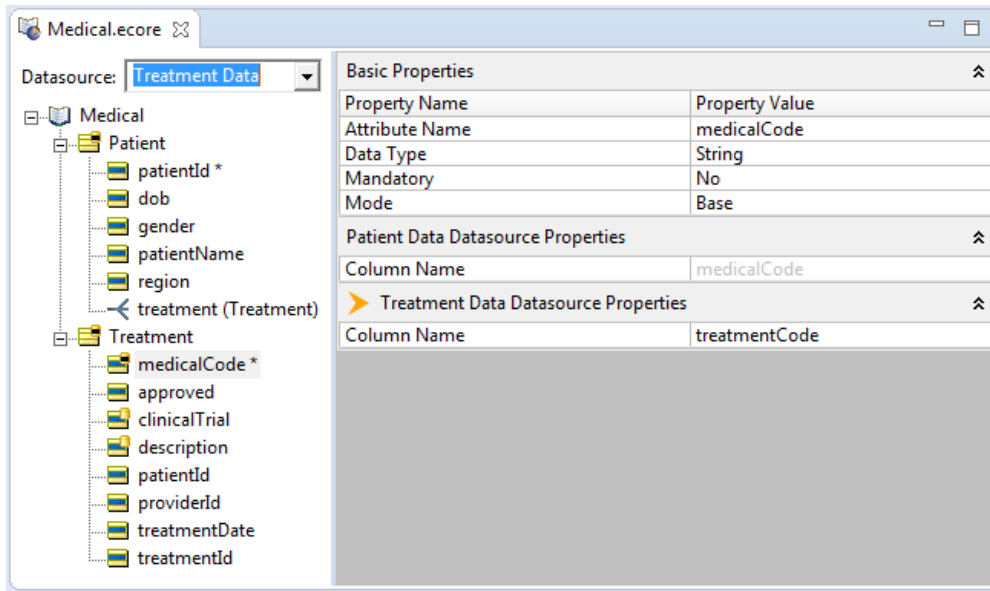 Medical.ecore
Datasource: Treatment Data
Medical
Patient
patientId *
dob
gender
patientName
region
treatment (Treatment)
Treatment
medicalCode *
approved
clinicalTrial
description
patientId
providerId
treatmentDate
treatmentId
Basic Properties
Property Name Property Value
Attribute Name medicalCode
Data Type String
Mandatory No
Mode Base
Patient Data Datasource Properties
Column Name medicalCode
Treatment Data Datasource Properties
Column Name treatmentCode